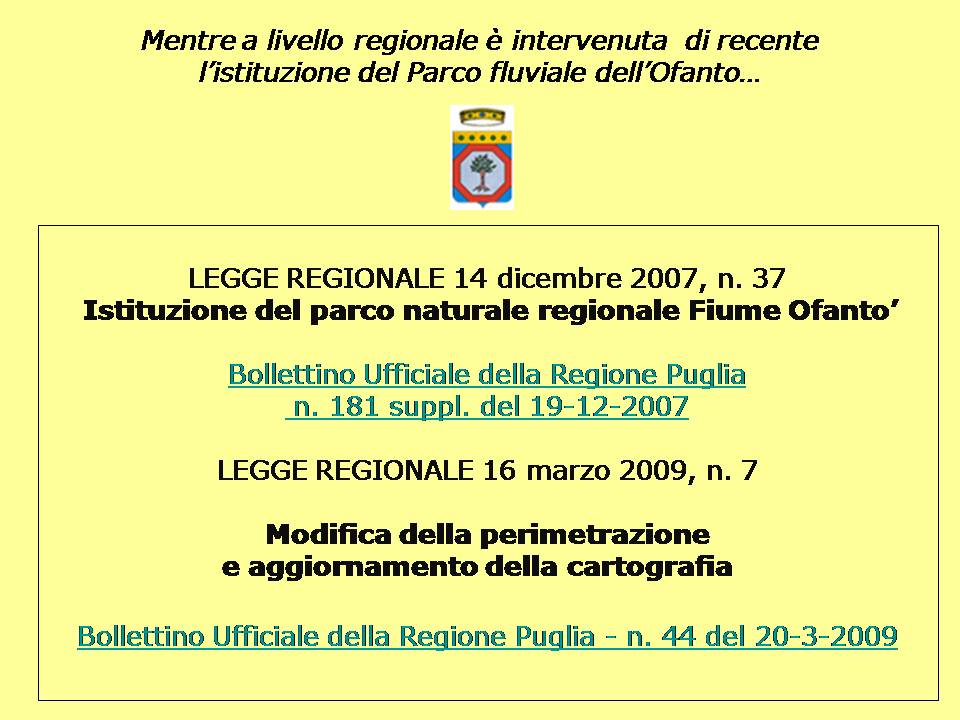 Mentre a livello regionale è intervenuta di recente
l’istituzione del Parco fluviale dell’Ofanto…
LEGGE REGIONALE 14 dicembre 2007, n. 37
Istituzione del parco naturale regionale Fiume Ofanto’
Bollettino Ufficiale della Regione Puglia
n. 181 suppl. del 19-12-2007
LEGGE REGIONALE 16 marzo 2009, n. 7
Modifica della perimetrazione
e aggiornamento della cartografia
Bollettino Ufficiale della Regione Puglia - n. 44 del 20-3-2009